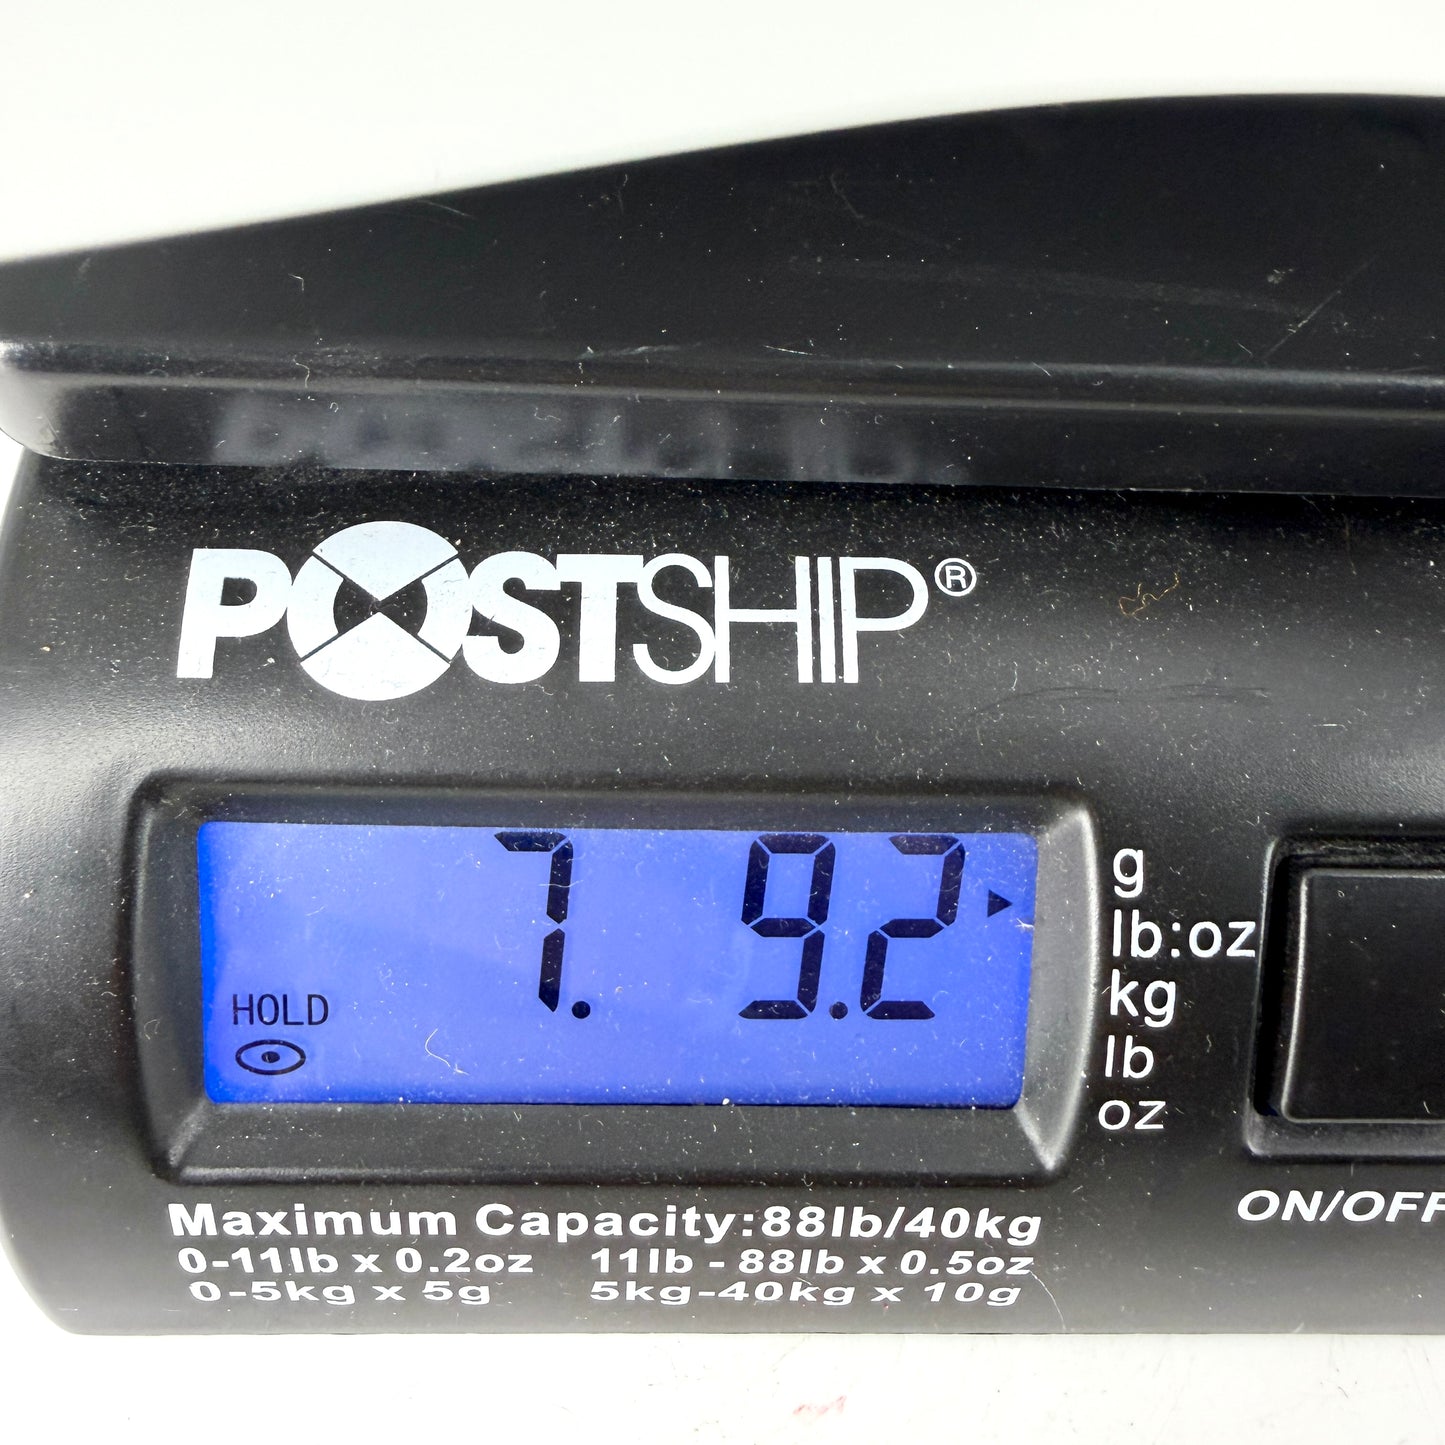 POSTSHIP®
7. 9.2
g
lb:oz
kg
lb
oz
HOLD
ON/OFF
Maximum Capacity:88lb/40kg
0-11lb x 0.2oz 11lb - 88lb x 0.5oz
0-5kg x 5g 5kg-40kg x 10g